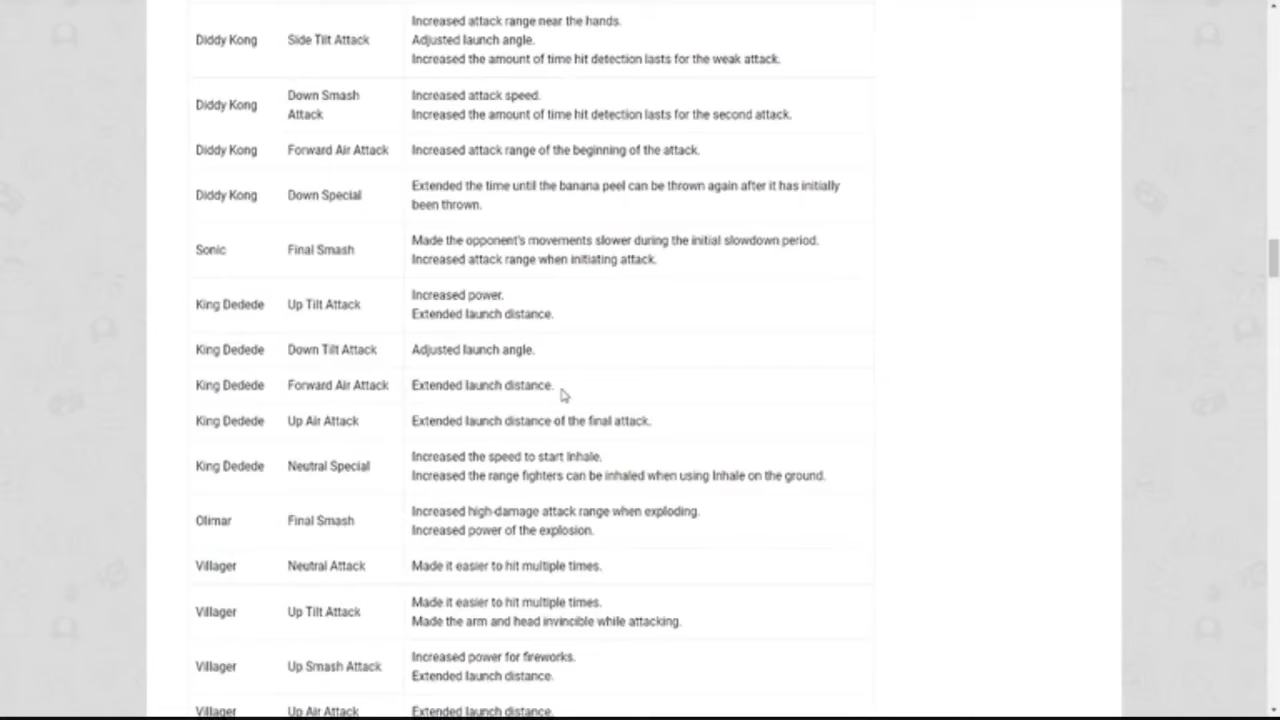 Increased attack range near the hands.
Diddy Kong Side Tilt Attack Adjusted launch angle.
Increased the amount of time hit detection lasts for the weak attack.
Diddy Kong Down Smash Attack Increased attack speed.
Increased the amount of time hit detection lasts for the second attack.
Diddy Kong Forward Air Attack Increased attack range of the beginning of the attack.
Diddy Kong Down Special Extended the time until the banana peel can be thrown again after it has initially
been thrown.
Sonic Final Smash Made the opponent's movements slower during the initial slowdown period.
Increased attack range when initiating attack.
King Dedede Up Tilt Attack Increased power.
Extended launch distance.
King Dedede Down Tilt Attack Adjusted launch angle.
King Dedede Forward Air Attack Extended launch distance.
King Dedede Up Air Attack Extended launch distance of the final attack.
King Dedede Neutral Special Increased the speed to start Inhale.
Increased the range fighters can be inhaled when using Inhale on the ground.
Olimar Final Smash Increased high-damage attack range when exploding.
Increased power of the explosion.
Villager Neutral Attack Made it easier to hit multiple times.
Villager Up Tilt Attack Made it easier to hit multiple times.
Made the arm and head invincible while attacking.
Villager Up Smash Attack Increased power for fireworks.
Extended launch distance.
Villager Up Air Attack Extended launch distance.